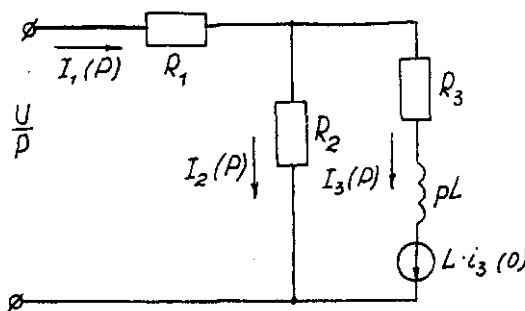 I₁(p)
R₁
U/p
I₂(p)
R₂
I₃(p)
R₃
pL
L·i₃(0)